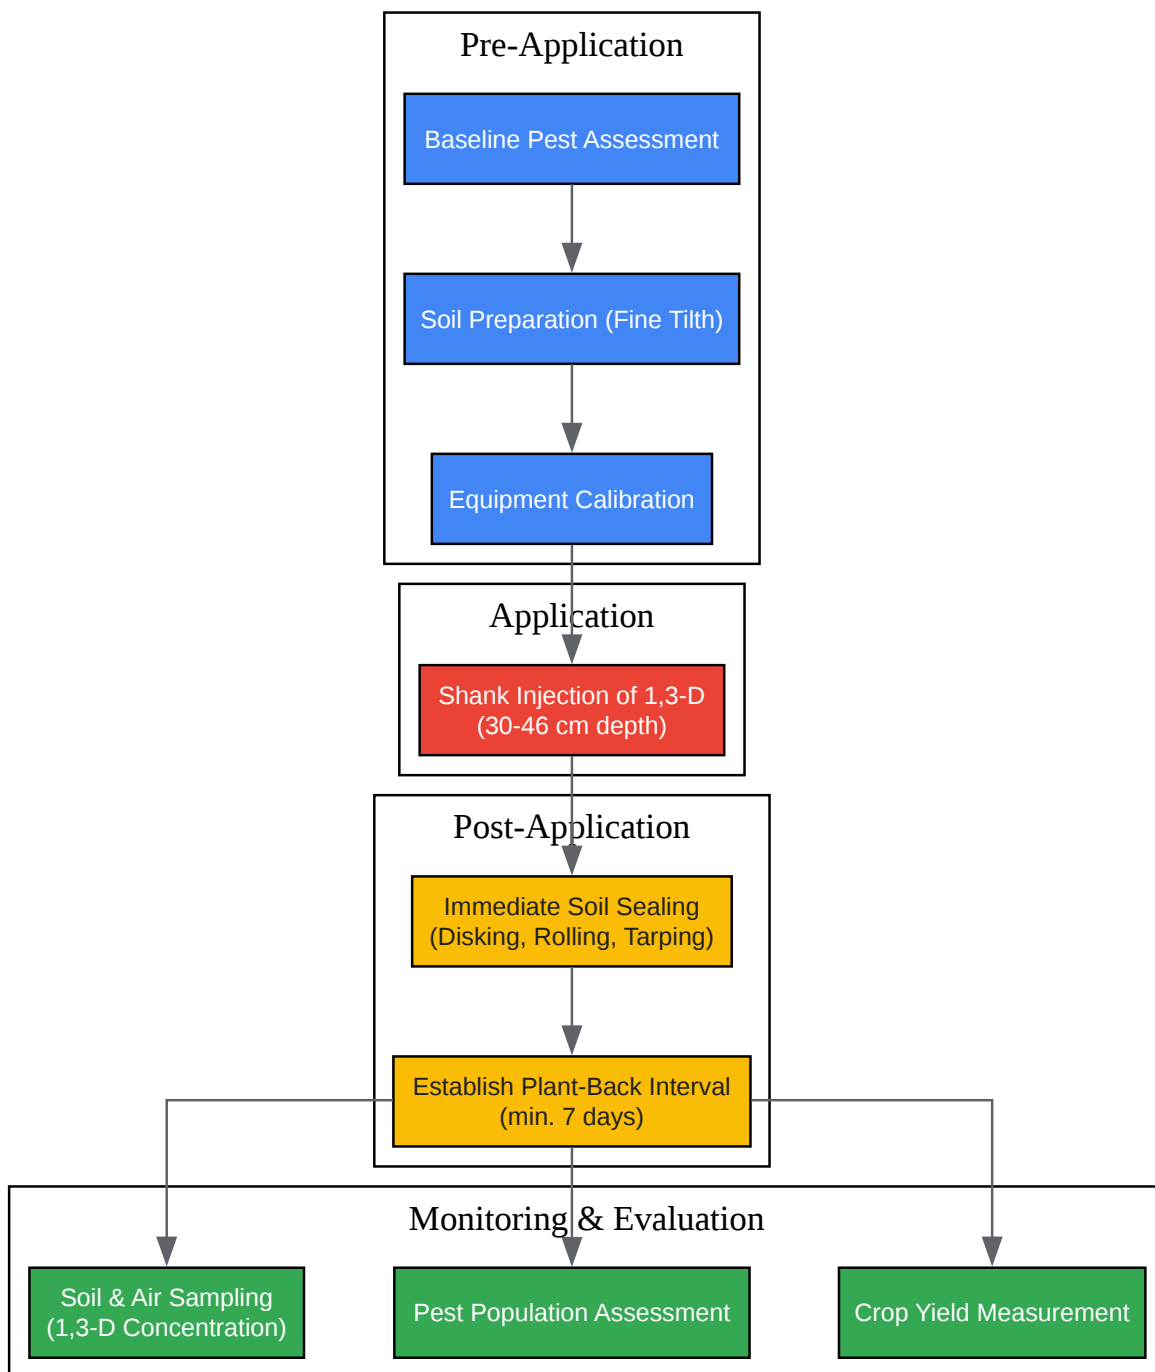 Pre-Application
Baseline Pest Assessment
Soil Preparation (Fine Tilth)
Equipment Calibration
Application
Shank Injection of 1,3-D
(30-46 cm depth)
Post-Application
Immediate Soil Sealing
(Disking, Rolling, Tarping)
Establish Plant-Back Interval
(min. 7 days)
Monitoring & Evaluation
Soil & Air Sampling
(1,3-D Concentration)
Pest Population Assessment
Crop Yield Measurement